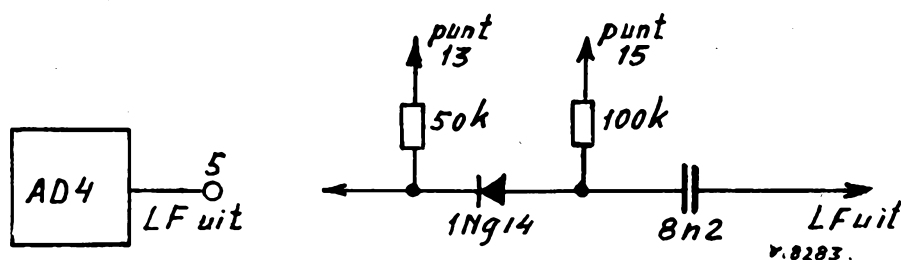 punt
13
punt
15
50k
100k
AD4
5
LF uit
1N914
8n2
LF uit
v.8283.